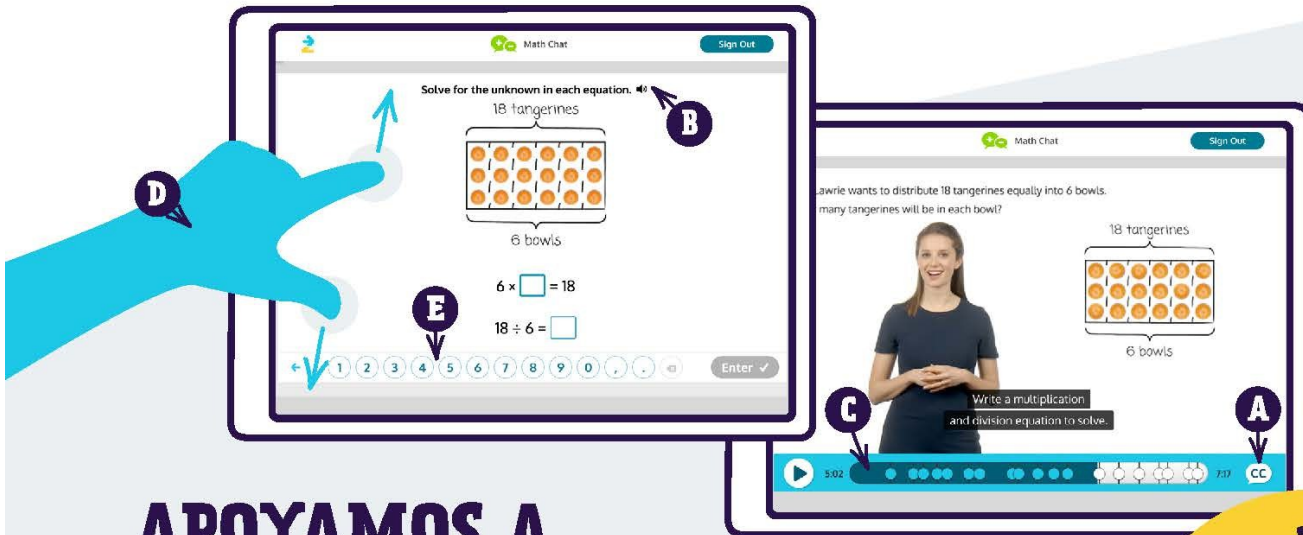 Math Chat
Sign Out
Solve for the unknown in each equation.
18 tangerines
B
D
6 bowls
6 × = 18
E
18 ÷ 6 =
1 2 3 4 5 6 7 8 9 0 , .
Enter ✓
Math Chat
Sign Out
awrie wants to distribute 18 tangerines equally into 6 bowls.
many tangerines will be in each bowl?
18 tangerines
6 bowls
Write a multiplication
and division equation to solve.
C
A
5:02
7:17
CC
APOYAMOS A